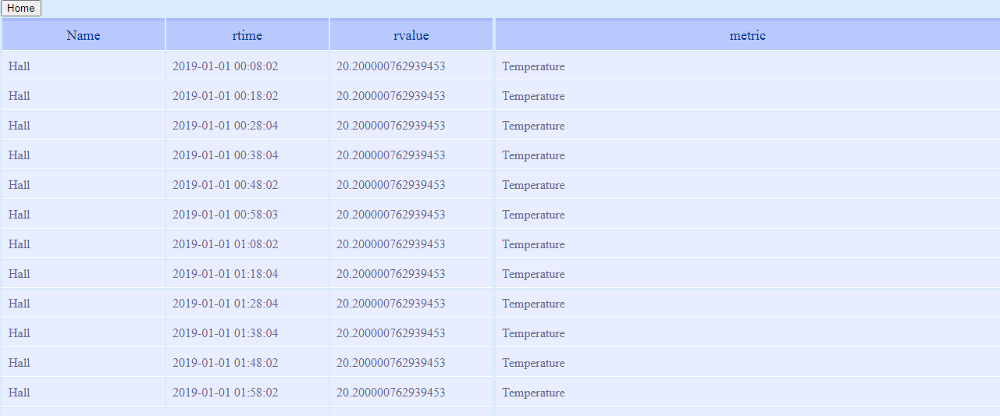 Home
Name rtime rvalue metric
Hall 2019-01-01 00:08:02 20.200000762939453 Temperature
Hall 2019-01-01 00:18:02 20.200000762939453 Temperature
Hall 2019-01-01 00:28:04 20.200000762939453 Temperature
Hall 2019-01-01 00:38:04 20.200000762939453 Temperature
Hall 2019-01-01 00:48:02 20.200000762939453 Temperature
Hall 2019-01-01 00:58:03 20.200000762939453 Temperature
Hall 2019-01-01 01:08:02 20.200000762939453 Temperature
Hall 2019-01-01 01:18:04 20.200000762939453 Temperature
Hall 2019-01-01 01:28:04 20.200000762939453 Temperature
Hall 2019-01-01 01:38:04 20.200000762939453 Temperature
Hall 2019-01-01 01:48:02 20.200000762939453 Temperature
Hall 2019-01-01 01:58:02 20.200000762939453 Temperature